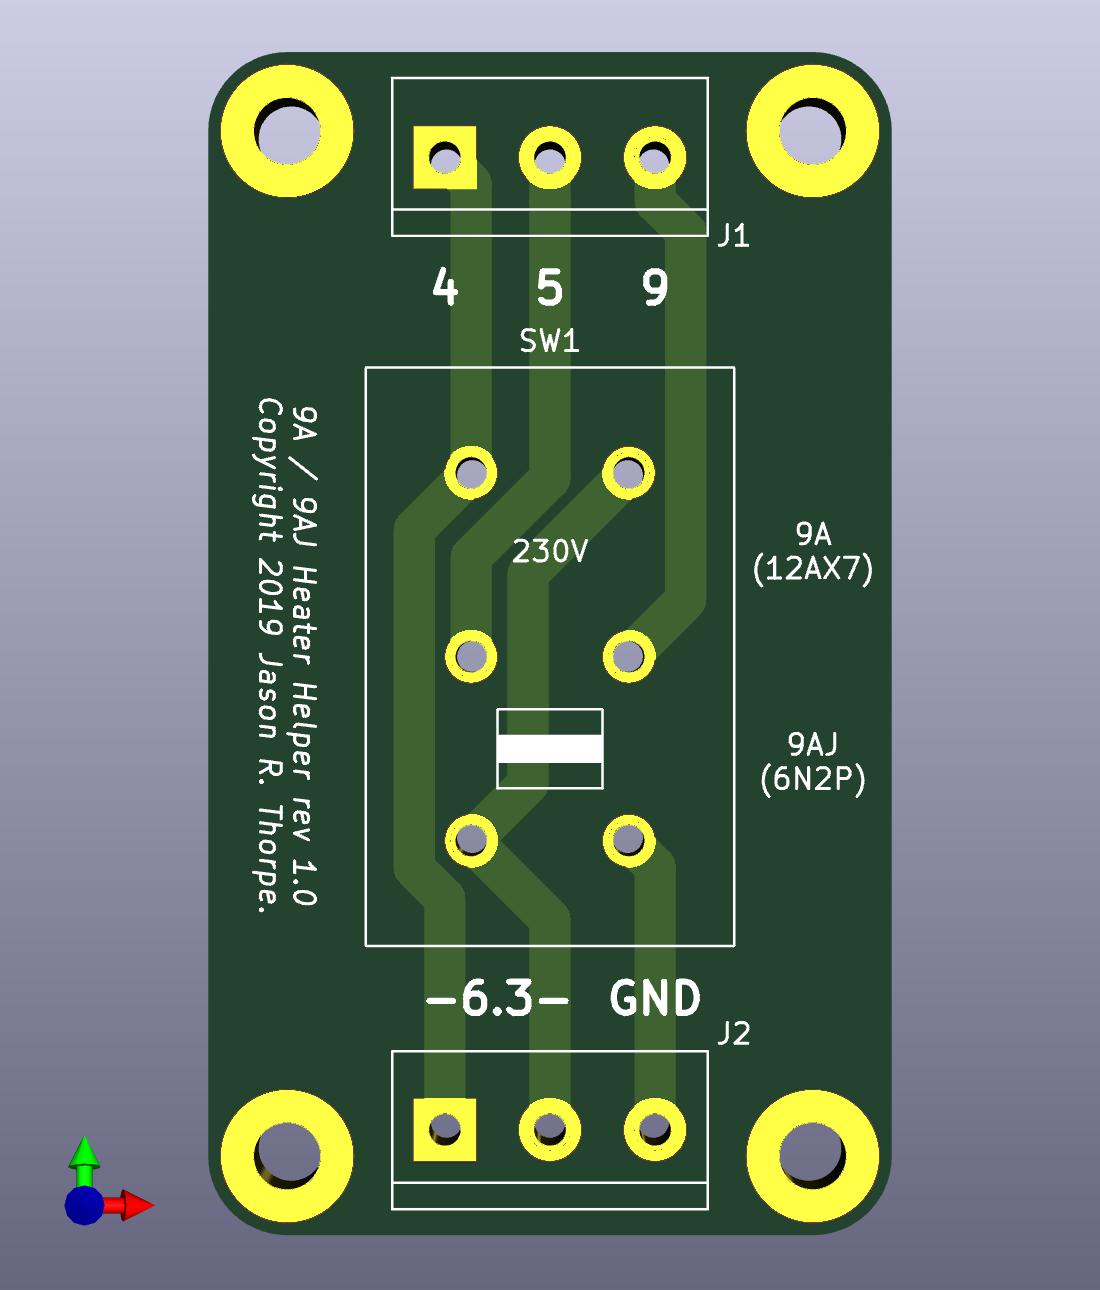 J1
4 5 9
SW1
9A / 9AJ Heater Helper rev 1.0
Copyright 2019 Jason R. Thorpe.
230V
9A
(12AX7)
9AJ
(6N2P)
-6.3- GND
J2